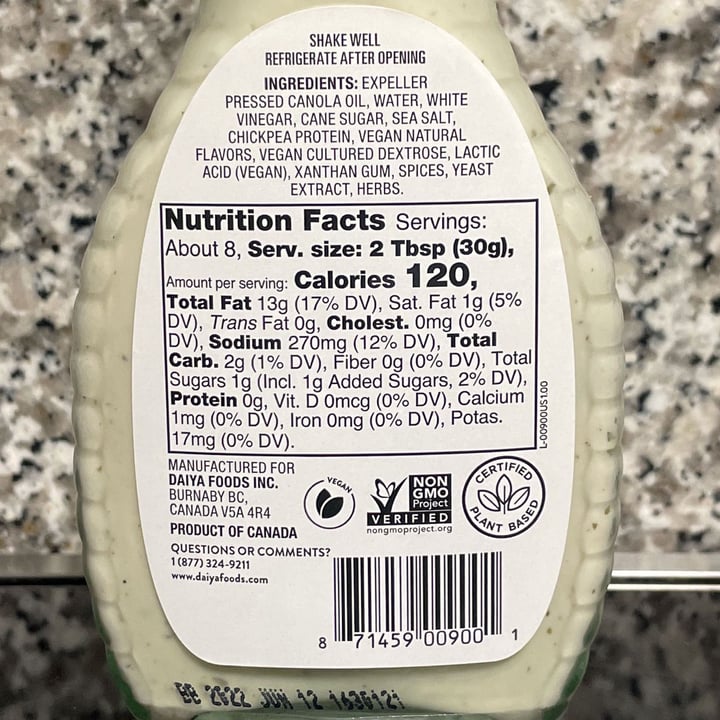 SHAKE WELL
REFRIGERATE AFTER OPENING
INGREDIENTS: EXPELLER
PRESSED CANOLA OIL, WATER, WHITE
VINEGAR, CANE SUGAR, SEA SALT,
CHICKPEA PROTEIN, VEGAN NATURAL
FLAVORS, VEGAN CULTURED DEXTROSE, LACTIC
ACID (VEGAN), XANTHAN GUM, SPICES, YEAST
EXTRACT, HERBS.
Nutrition Facts Servings:
About 8, Serv. size: 2 Tbsp (30g),
Amount per serving: Calories 120,
Total Fat 13g (17% DV), Sat. Fat 1g (5%
DV), Trans Fat 0g, Cholest. 0mg (0%
DV), Sodium 270mg (12% DV), Total
Carb. 2g (1% DV), Fiber 0g (0% DV), Total
Sugars 1g (Incl. 1g Added Sugars, 2% DV),
Protein 0g, Vit. D 0mcg (0% DV), Calcium
1mg (0% DV), Iron 0mg (0% DV), Potas.
17mg (0% DV).
L-00900US100
MANUFACTURED FOR
DAIYA FOODS INC.
BURNABY BC,
CANADA V5A 4R4
PRODUCT OF CANADA
QUESTIONS OR COMMENTS?
1 (877) 324-9211
www.daiyafoods.com
VEGAN
NON
GMO
Project
VERIFIED
nongmoproject.org
CERTIFIED
PLANT BASED
8 71459 00900 1
BB 2022 JUN 12 1630121